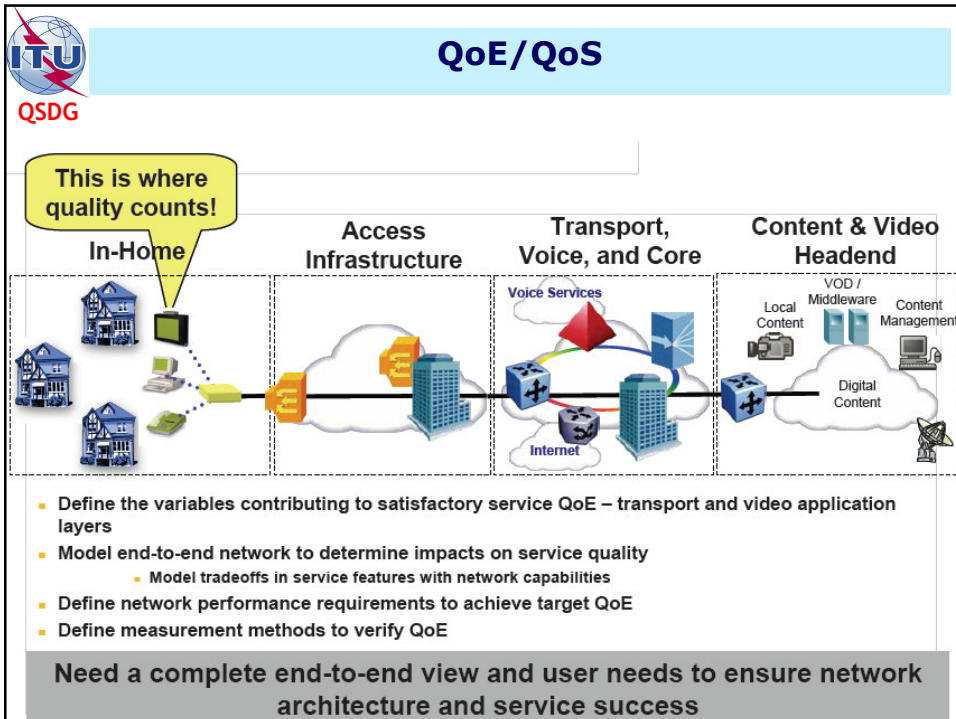 ITU
QSDG
QoE/QoS
This is where
quality counts!
In-Home
Access
Infrastructure
Transport,
Voice, and Core
Content & Video
Headend
Voice Services
Internet
VOD /
Middleware
Local
Content
Content
Management
Digital
Content
Define the variables contributing to satisfactory service QoE – transport and video application
layers
Model end-to-end network to determine impacts on service quality
Model tradeoffs in service features with network capabilities
Define network performance requirements to achieve target QoE
Define measurement methods to verify QoE
Need a complete end-to-end view and user needs to ensure network
architecture and service success